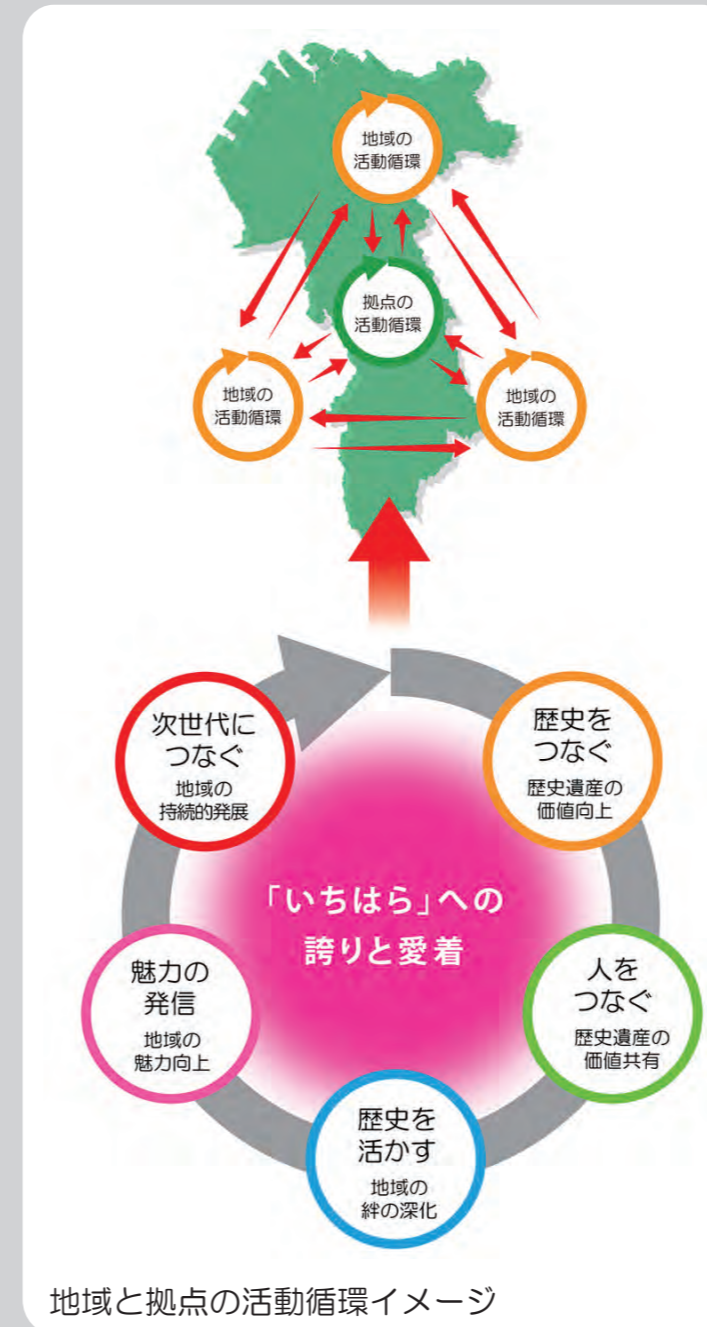 地域の
活動循環
拠点の
活動循環
地域の
活動循環
地域の
活動循環
歴史を
つなぐ
歴史遺産の
価値向上
人を
つなぐ
歴史遺産の
価値共有
歴史を
活かす
地域の
絆の深化
魅力の
発信
地域の
魅力向上
次世代に
つなぐ
地域の
持続的発展
「いちはら」への
誇りと愛着
地域と拠点の活動循環イメージ